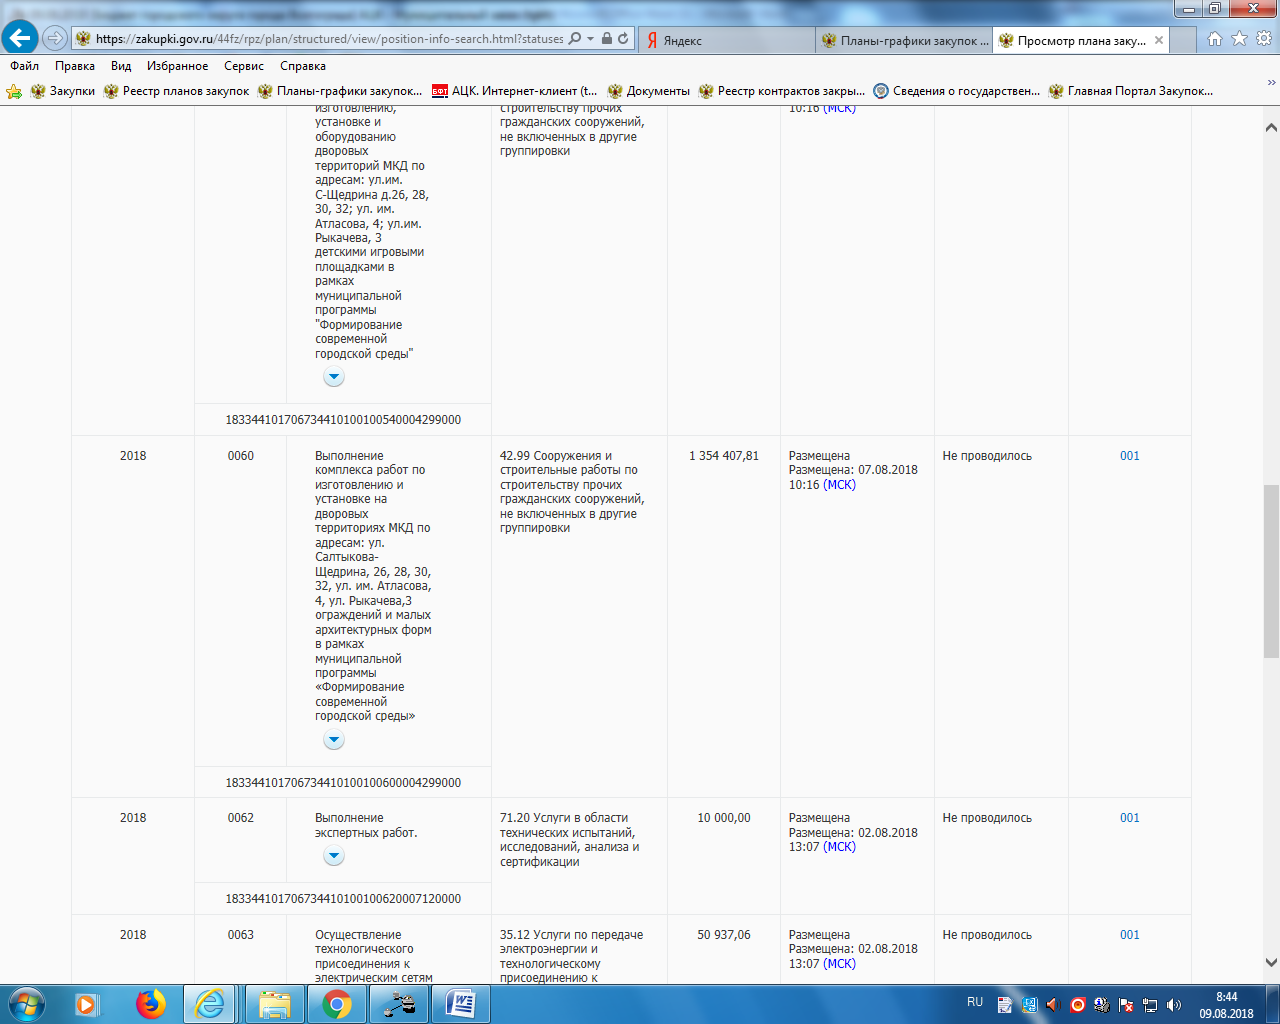 https://zakupki.gov.ru/44fz/rpz/plan/structured/view/position-info-search.html?statuses
Яндекс
Планы-графики закупок ...
Просмотр плана заку...
Файл Правка Вид Избранное Сервис Справка
Закупки Реестр планов закупок Планы-графики закупок... АЦК. Интернет-клиент (t... Документы Реестр контрактов закры... Сведения о государствен... Главная Портал Закупок... »
изготовлению,
установке и
оборудованию
дворовых
территорий МКД по
адресам: ул.им.
С-Щедрина д.26, 28,
30, 32; ул. им.
Атласова, 4; ул.им.
Рыкачева, 3
детскими игровыми
площадками в
рамках
муниципальной
программы
"Формирование
современной
городской среды"
строительству прочих
гражданских сооружений,
не включенных в другие
группировки
10:16 (МСК)
183344101706734410100100540004299000
2018
0060
Выполнение
комплекса работ по
изготовлению и
установке на
дворовых
территориях МКД по
адресам: ул.
Салтыкова-
Щедрина, 26, 28, 30,
32, ул. им. Атласова,
4, ул. Рыкачева,3
ограждений и малых
архитектурных форм
в рамках
муниципальной
программы
«Формирование
современной
городской среды»
42.99 Сооружения и
строительные работы по
строительству прочих
гражданских сооружений,
не включенных в другие
группировки
1 354 407,81
Размещена
Размещена: 07.08.2018
10:16 (МСК)
Не проводилось
001
183344101706734410100100600004299000
2018
0062
Выполнение
экспертных работ.
71.20 Услуги в области
технических испытаний,
исследований, анализа и
сертификации
10 000,00
Размещена
Размещена: 02.08.2018
13:07 (МСК)
Не проводилось
001
183344101706734410100100620007120000
2018
0063
Осуществление
технологического
присоединения к
электрическим сетям
35.12 Услуги по передаче
электроэнергии и
технологическому
присоединению к
50 937,06
Размещена
Размещена: 02.08.2018
13:07 (МСК)
Не проводилось
001
RU
8:44
09.08.2018